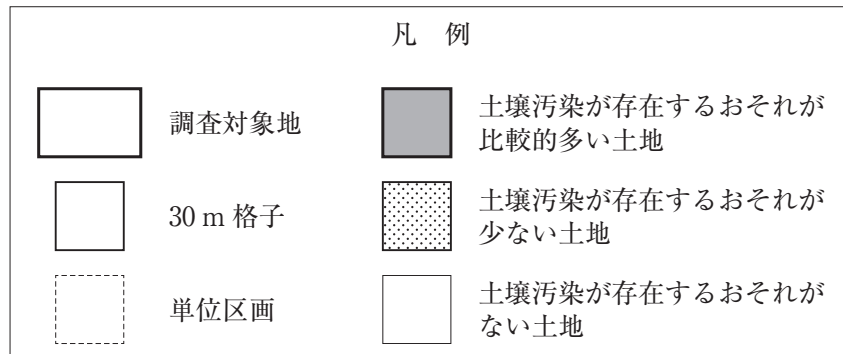 凡 例
調査対象地
30 m 格子
単位区画
土壌汚染が存在するおそれが
比較的多い土地
土壌汚染が存在するおそれが
少ない土地
土壌汚染が存在するおそれが
ない土地